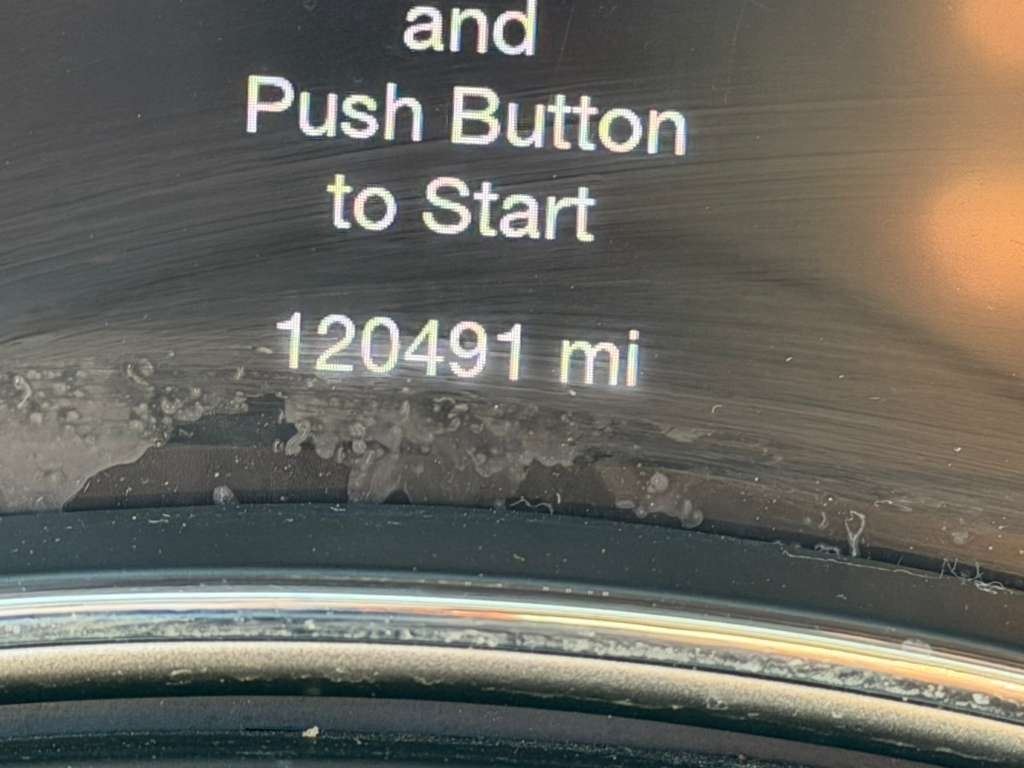 and
Push Button
to Start
120491 mi